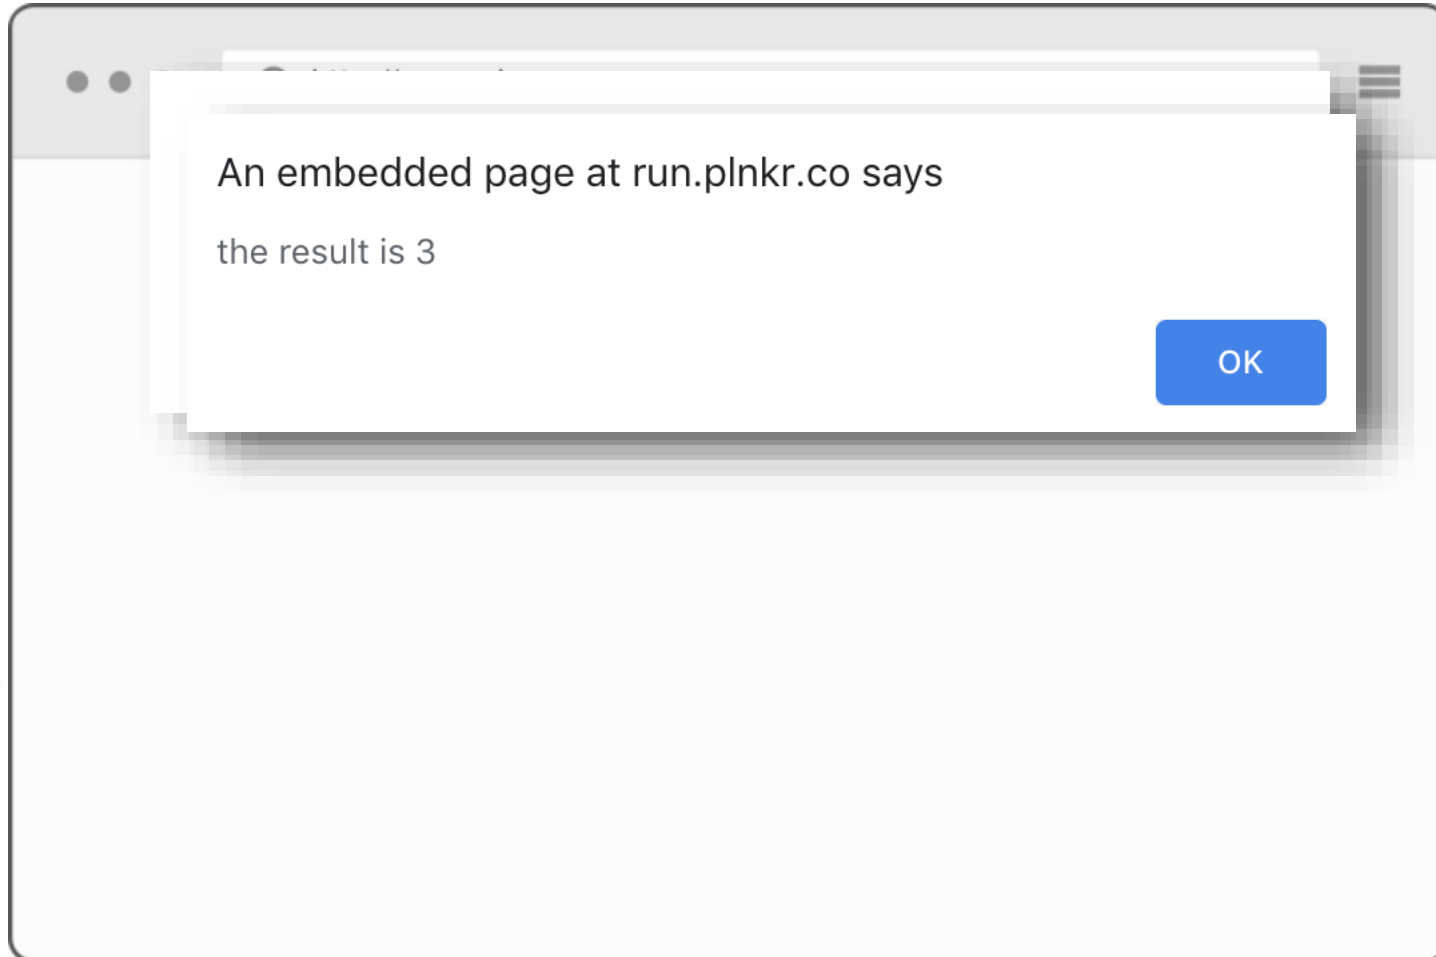 An embedded page at run.plnkr.co says
the result is 3
OK